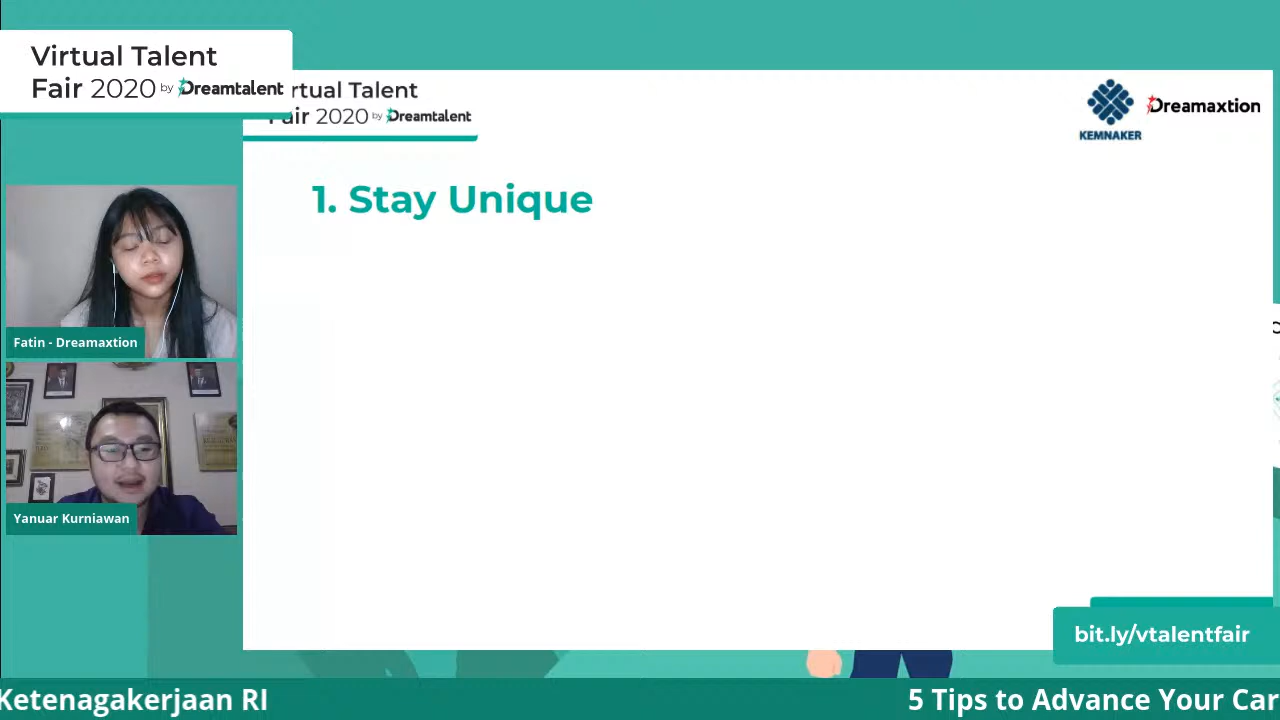 Virtual Talent
Fair 2020 by Dreamtalent
rtual Talent
Fair 2020 by Dreamtalent
KEMNAKER
Dreamaxtion
1. Stay Unique
Fatin - Dreamaxtion
Yanuar Kurniawan
bit.ly/vtalentfair
Ketenagakerjaan RI
5 Tips to Advance Your Car